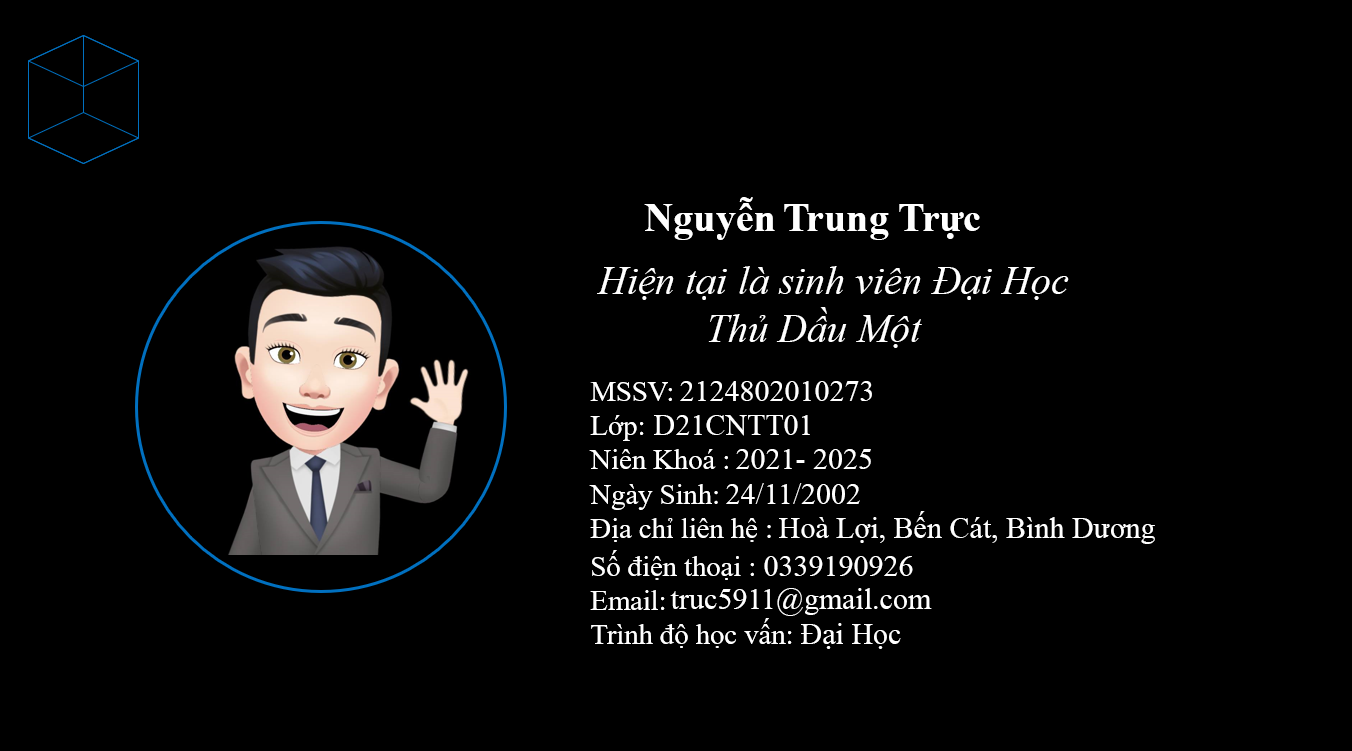 Nguyễn Trung Trực
Hiện tại là sinh viên Đại Học
Thủ Dầu Một
MSSV: 2124802010273
Lớp: D21CNTT01
Niên Khoá : 2021- 2025
Ngày Sinh: 24/11/2002
Địa chỉ liên hệ : Hoà Lợi, Bến Cát, Bình Dương
Số điện thoại : 0339190926
Email: truc5911@gmail.com
Trình độ học vấn: Đại Học